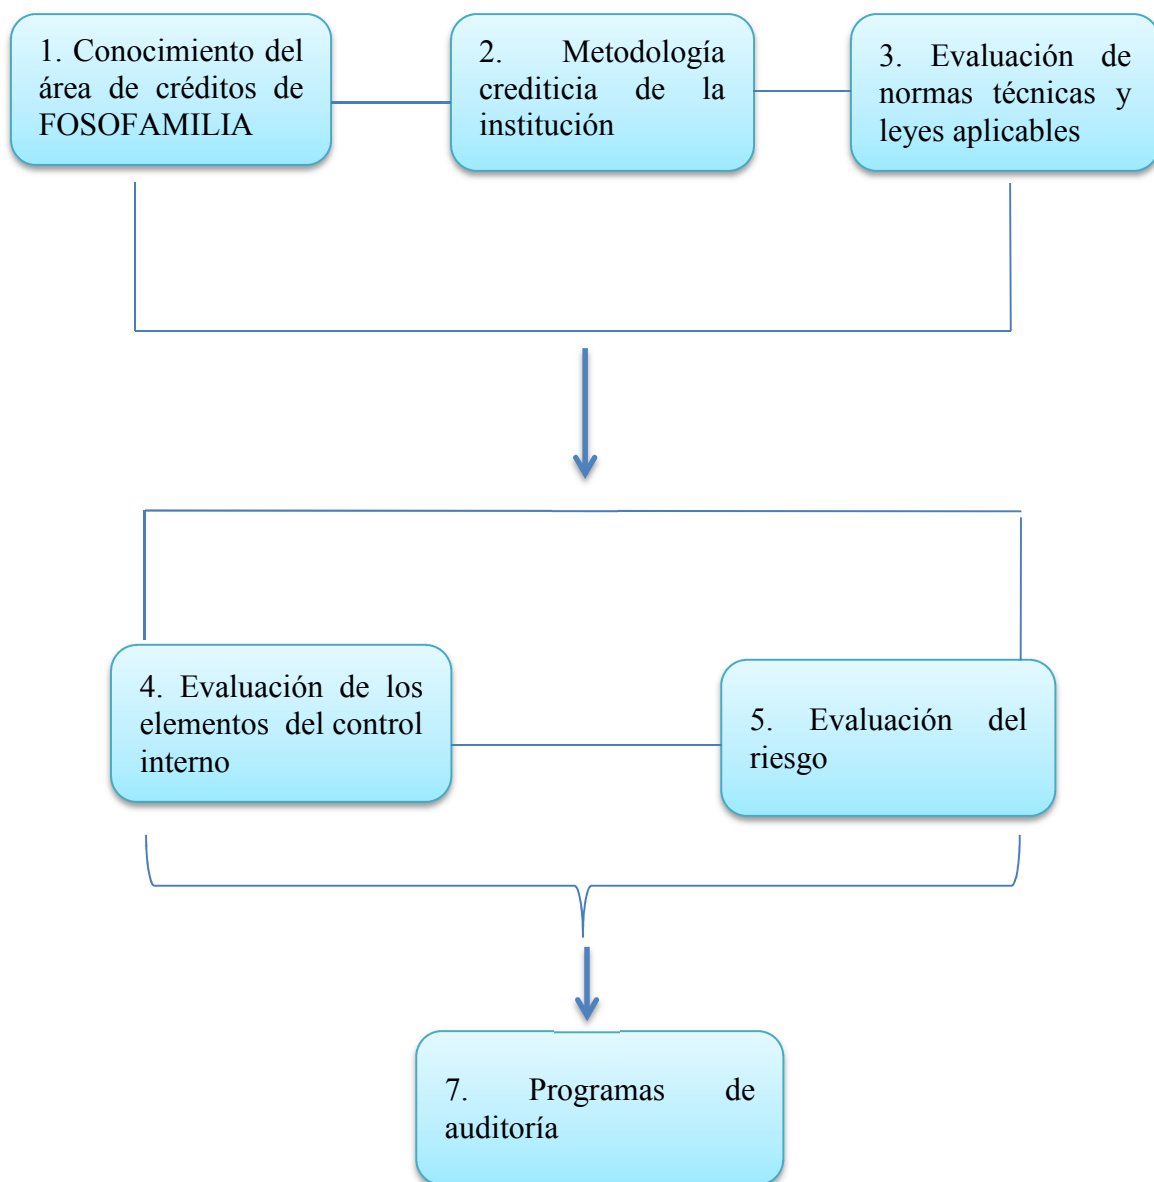 1. Conocimiento del
área de créditos de
FOSOFAMILIA
2. Metodología
crediticia de la
institución
3. Evaluación de
normas técnicas y
leyes aplicables
4. Evaluación de los
elementos del control
interno
5. Evaluación del
riesgo
7. Programas de
auditoría